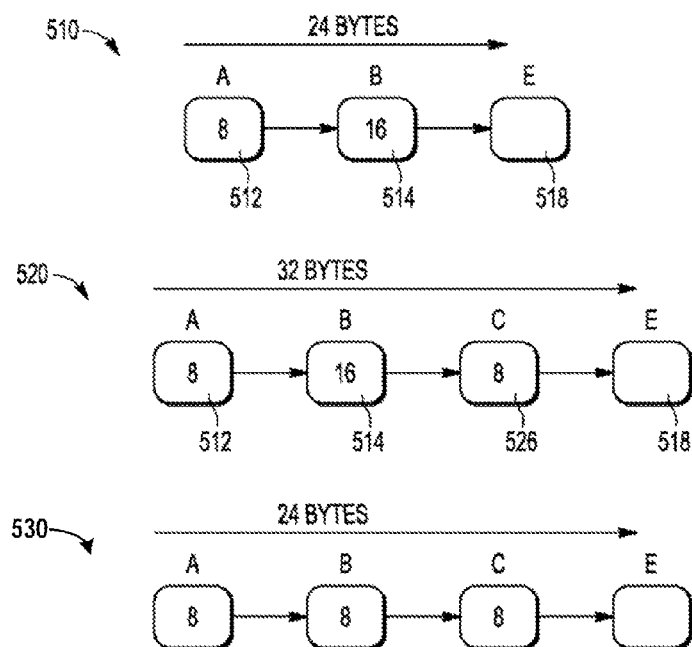 510
24 BYTES
A B E
8 16
512 514 518
520
32 BYTES
A B C E
8 16 8
512 514 526 518
530
24 BYTES
A B C E
8 8 8